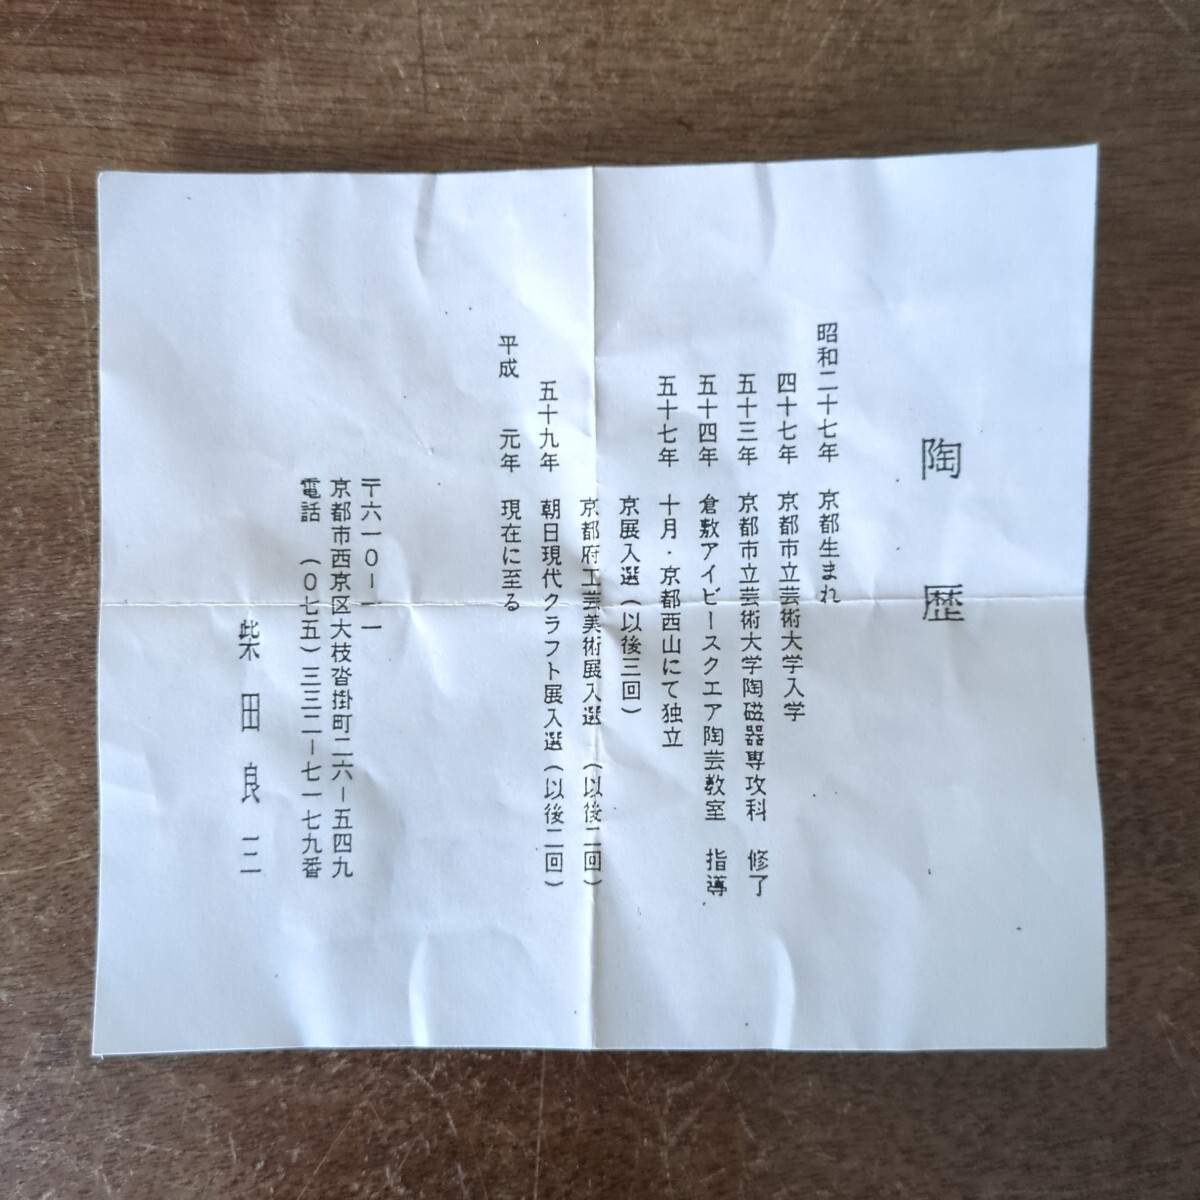 陶歴
昭和二十七年 京都生まれ
四十七年 京都市立芸術大学入学
五十三年 京都市立芸術大学陶磁器専攻科 修了
五十四年 倉敷アイビースクエア陶芸教室 指導
五十七年 十月・京都西山にて独立
京展入選(以後三回)
京都府工芸美術展入選 (以後二回)
五十九年 朝日現代クラフト展入選(以後二回)
平成 元年 現在に至る
〒六一〇-一一
京都市西京区大枝沓掛町二六-五四九
電話 (〇七五)三三二-七一七九番
柴田良三